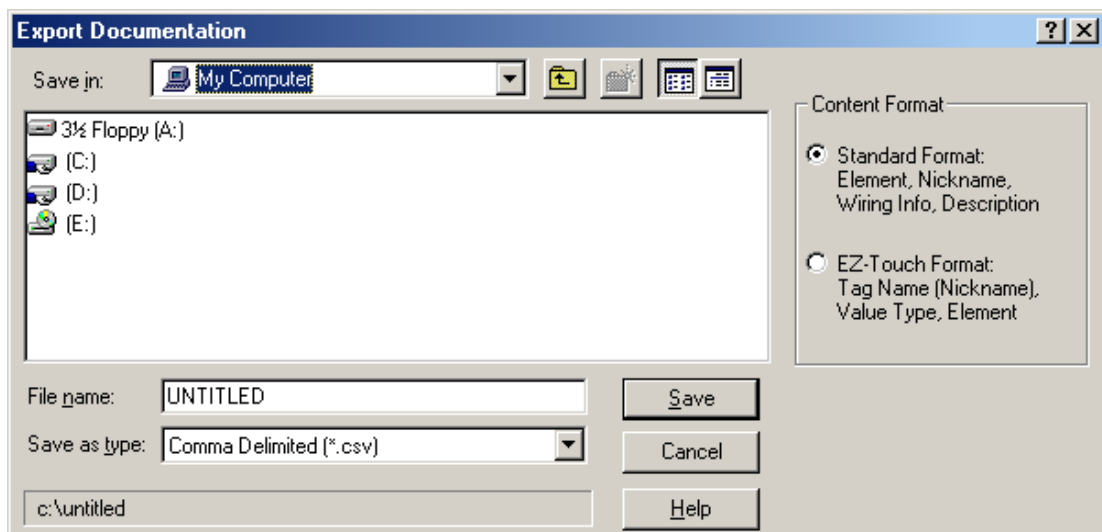 Export Documentation
Save in: My Computer
3½ Floppy (A:)
(C:)
(D:)
(E:)
File name: UNTITLED
Save as type: Comma Delimited (*.csv)
c:\untitled
Save
Cancel
Help
Content Format
Standard Format:
Element, Nickname,
Wiring Info, Description
EZ-Touch Format:
Tag Name (Nickname),
Value Type, Element